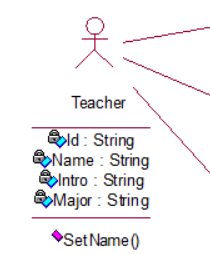 Teacher
Id : String
Name : String
Intro : String
Major : String
SetName()